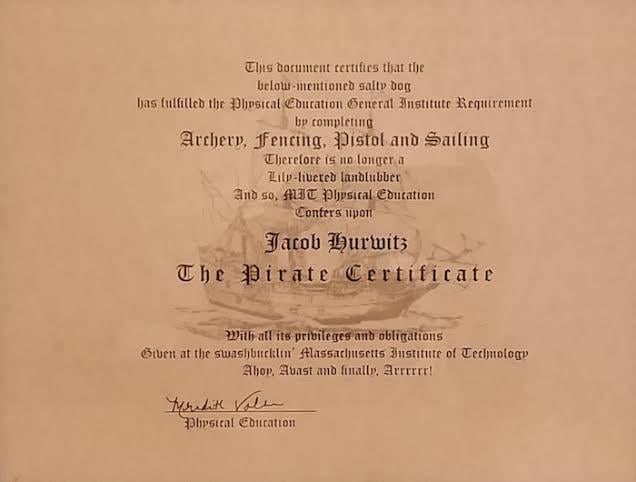 This document certifies that the
below-mentioned salty dog
has fulfilled the Physical Education General Institute Requirement
by completing
Archery, Fencing, Pistol and Sailing
Therefore is no longer a
Lily-livered landlubber
And so, MIT Physical Education
Confers upon
Jacob Hurwitz
The Pirate Certificate
With all its privileges and obligations
Given at the swashbucklin' Massachusetts Institute of Technology
Ahoy, Avast and finally, Arrrrrr!
Meredith
Physical Education